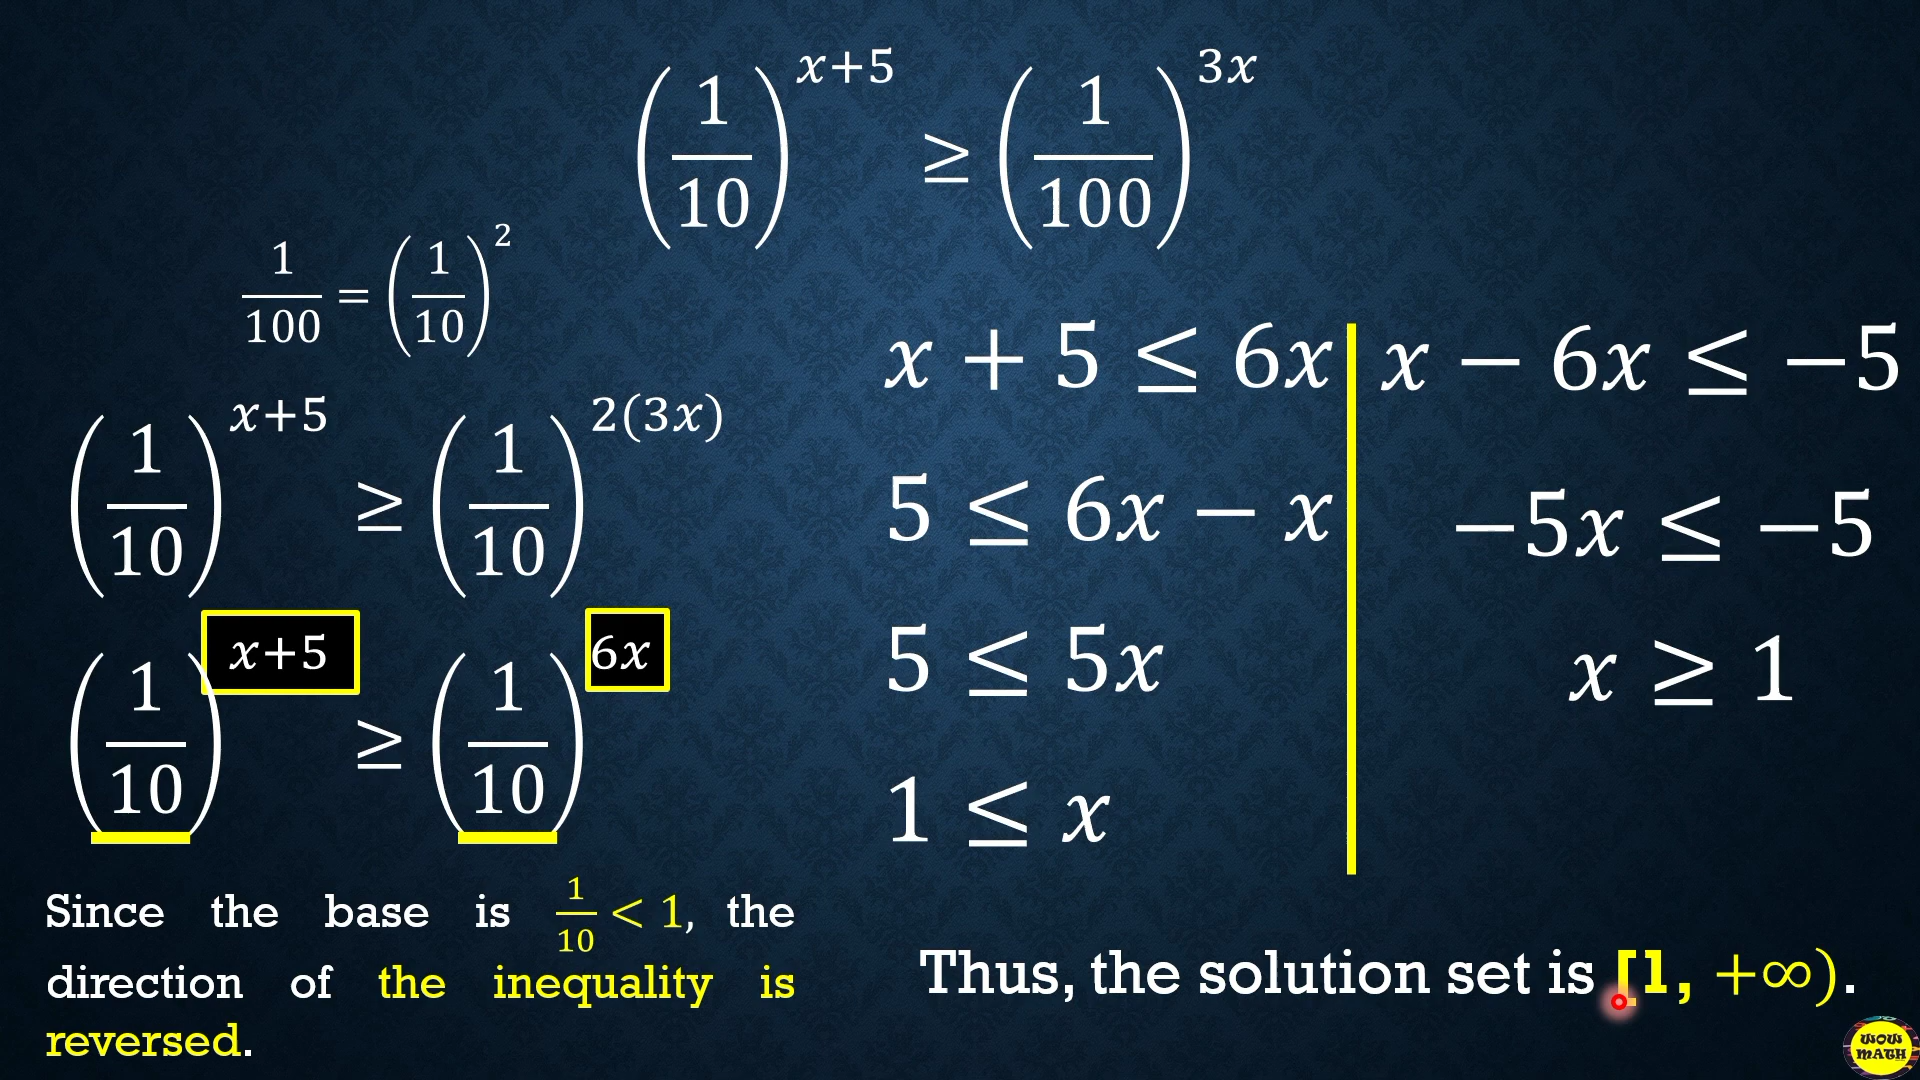 (1/10)^(x+5) ≥ (1/100)^(3x)
1/100 = (1/10)^2
(1/10)^(x+5) ≥ (1/10)^(2(3x))
(1/10)^(x+5) ≥ (1/10)^(6x)
Since the base is 1/10 < 1, the
direction of the inequality is
reversed.
x + 5 ≤ 6x
5 ≤ 6x − x
5 ≤ 5x
1 ≤ x
x − 6x ≤ −5
−5x ≤ −5
x ≥ 1
Thus, the solution set is [1, +∞).
WOW
MATH